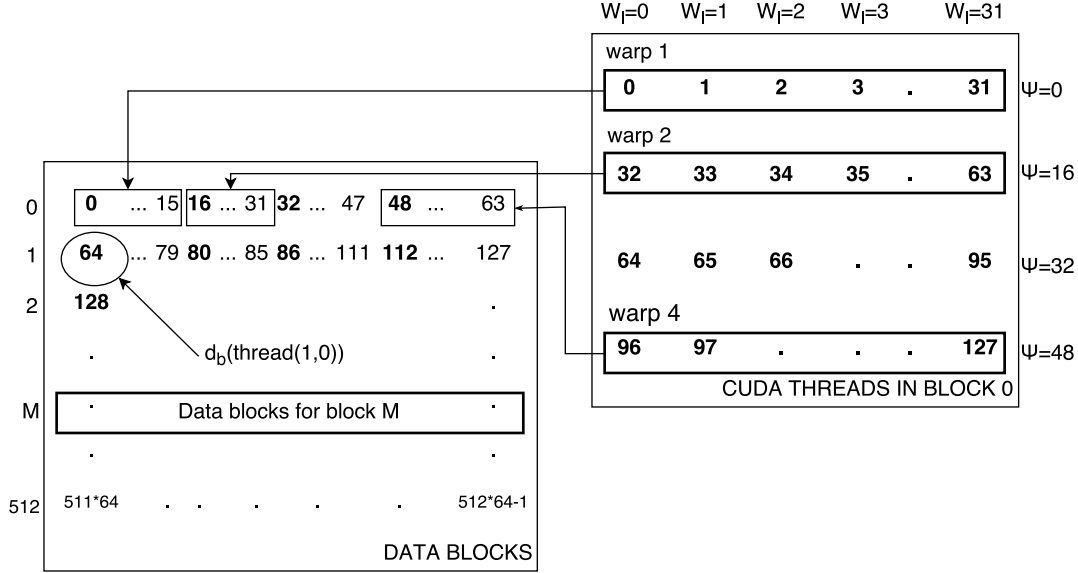 W_l=0 W_l=1 W_l=2 W_l=3 W_l=31
warp 1
0 1 2 3 . 31 Ψ=0
warp 2
32 33 34 35 . 63 Ψ=16
64 65 66 . . 95 Ψ=32
warp 4
96 97 . . . 127 Ψ=48
CUDA THREADS IN BLOCK 0
0 0 ... 15 16 ... 31 32 ... 47 48 ... 63
1 64 ... 79 80 ... 85 86 ... 111 112 ... 127
2 128 .
d_b(thread(1,0))
. .
M . Data blocks for block M .
. .
512 511*64 . . . . . 512*64-1
DATA BLOCKS